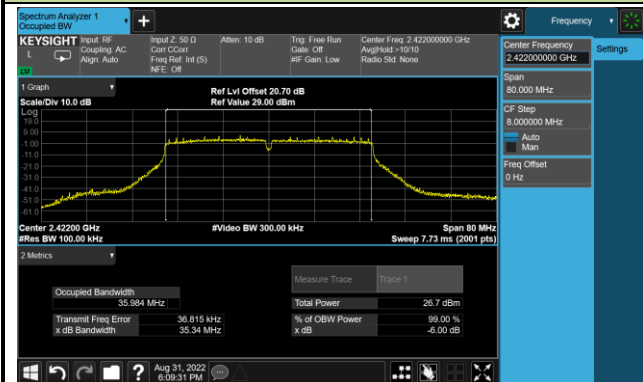 Spectrum Analyzer 1
Occupied BW
+
Frequency
KEYSIGHT
L
Input: RF
Coupling: AC
Align: Auto
Input Z: 50 Ω
Corr CCorr
Freq Ref: Int (S)
NFE: Off
Atten: 10 dB
Trig: Free Run
Gate: Off
#IF Gain: Low
Center Freq: 2.422000000 GHz
Avg|Hold:>10/10
Radio Std: None
Center Frequency
2.422000000 GHz
Settings
Span
80.000 MHz
CF Step
8.000000 MHz
Auto
Man
Freq Offset
0 Hz
1 Graph
Scale/Div 10.0 dB
Ref Lvl Offset 20.70 dB
Ref Value 29.00 dBm
Log
19.0
9.00
-1.00
-11.0
-21.0
-31.0
-41.0
-51.0
-61.0
Center 2.42200 GHz
#Video BW 300.00 kHz
Span 80 MHz
#Res BW 100.00 kHz
Sweep 7.73 ms (2001 pts)
2 Metrics
Measure Trace
Trace 1
Occupied Bandwidth
35.984 MHz
Total Power
26.7 dBm
Transmit Freq Error
36.815 kHz
% of OBW Power
99.00 %
x dB Bandwidth
35.34 MHz
x dB
-6.00 dB
?
Aug 31, 2022
6:09:31 PM